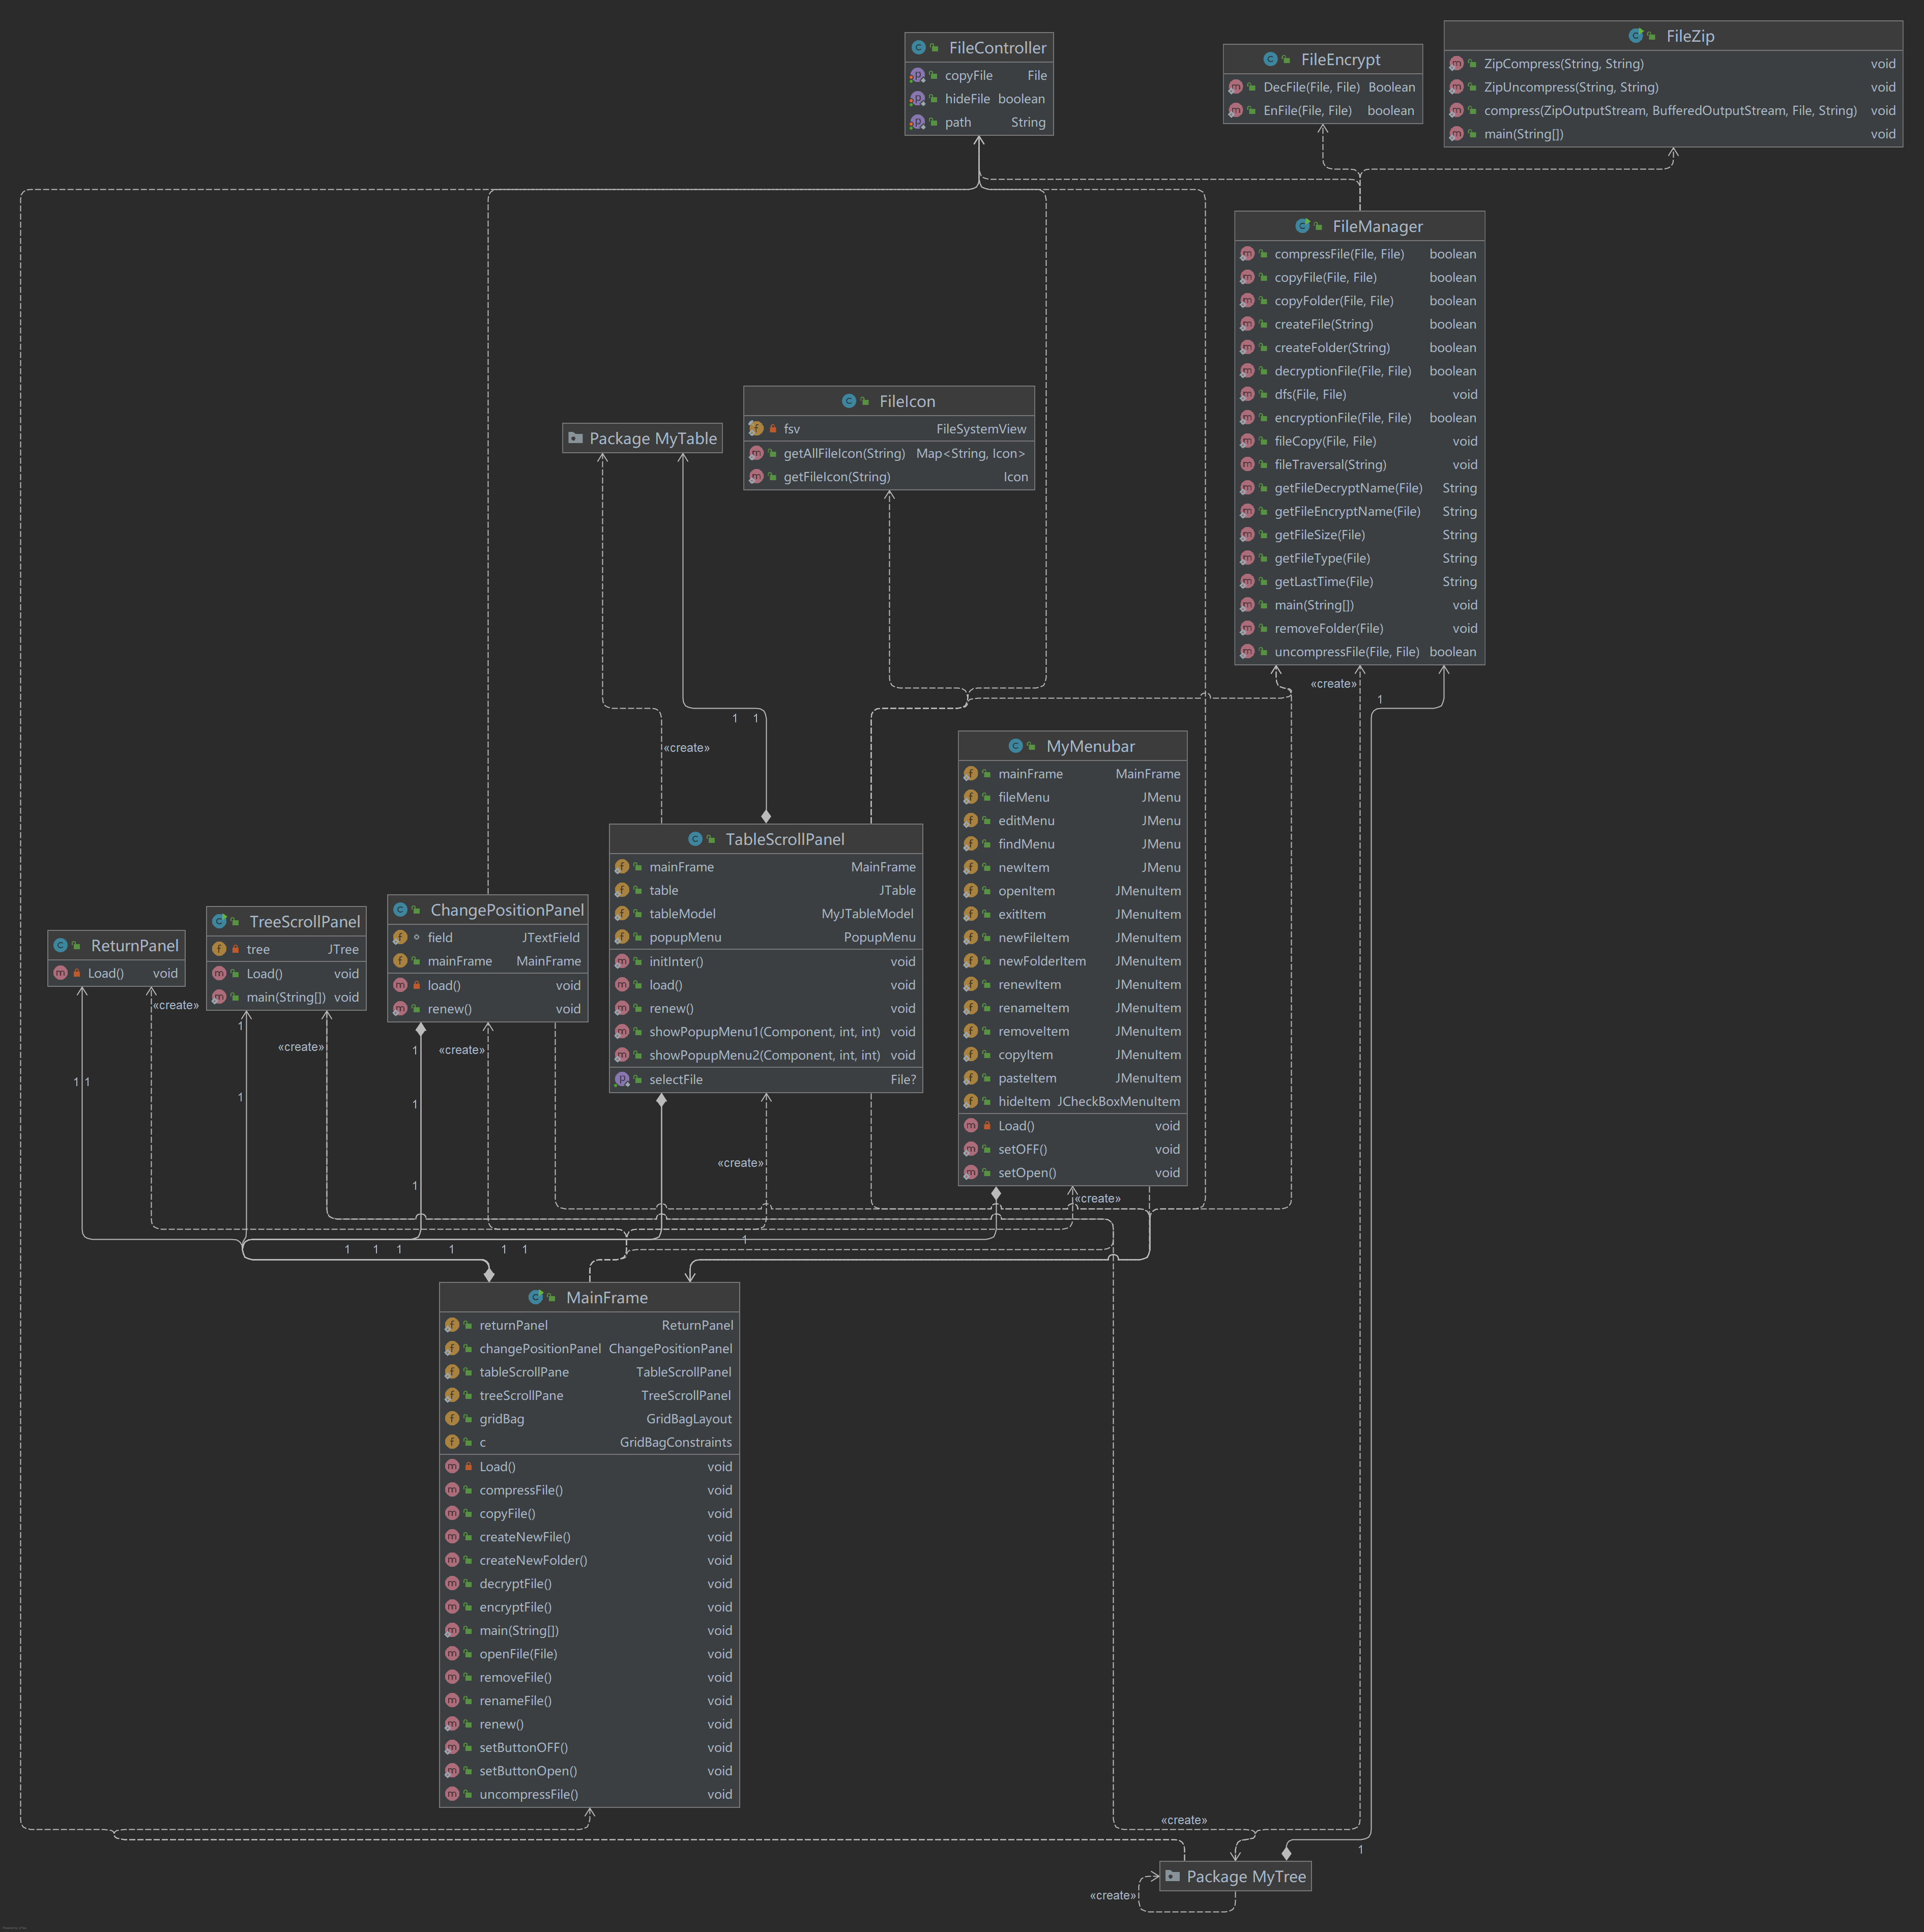 FileController
copyFile File
hideFile boolean
path String
FileEncrypt
DecFile(File, File) Boolean
EnFile(File, File) boolean
FileZip
ZipCompress(String, String) void
ZipUncompress(String, String) void
compress(ZipOutputStream, BufferedOutputStream, File, String) void
main(String[]) void
FileManager
compressFile(File, File) boolean
copyFile(File, File) boolean
copyFolder(File, File) boolean
createFile(String) boolean
createFolder(String) boolean
decryptionFile(File, File) boolean
dfs(File, File) void
encryptionFile(File, File) boolean
fileCopy(File, File) void
fileTraversal(String) void
getFileDecryptName(File) String
getFileEncryptName(File) String
getFileSize(File) String
getFileType(File) String
getLastTime(File) String
main(String[]) void
removeFolder(File) void
uncompressFile(File, File) boolean
Package MyTable
FileIcon
fsv FileSystemView
getAllFileIcon(String) Map<String, Icon>
getFileIcon(String) Icon
«create»
1
1 1
«create»
MyMenubar
mainFrame MainFrame
fileMenu JMenu
editMenu JMenu
findMenu JMenu
newItem JMenu
openItem JMenuItem
exitItem JMenuItem
newFileItem JMenuItem
newFolderItem JMenuItem
renewItem JMenuItem
renameItem JMenuItem
removeItem JMenuItem
copyItem JMenuItem
pasteItem JMenuItem
hideItem JCheckBoxMenuItem
Load() void
setOFF() void
setOpen() void
TableScrollPanel
mainFrame MainFrame
table JTable
tableModel MyJTableModel
popupMenu PopupMenu
initInter() void
load() void
renew() void
showPopupMenu1(Component, int, int) void
showPopupMenu2(Component, int, int) void
selectFile File?
ChangePositionPanel
field JTextField
mainFrame MainFrame
load() void
renew() void
TreeScrollPanel
tree JTree
Load() void
main(String[]) void
ReturnPanel
Load() void
«create»
1
«create»
1
«create»
1 1
1
1
«create»
1
«create»
1
1 1 1 1 1 1
MainFrame
returnPanel ReturnPanel
changePositionPanel ChangePositionPanel
tableScrollPane TableScrollPanel
treeScrollPane TreeScrollPanel
gridBag GridBagLayout
c GridBagConstraints
Load() void
compressFile() void
copyFile() void
createNewFile() void
createNewFolder() void
decryptFile() void
encryptFile() void
main(String[]) void
openFile(File) void
removeFile() void
renameFile() void
renew() void
setButtonOFF() void
setButtonOpen() void
uncompressFile() void
«create»
1
Package MyTree
«create»